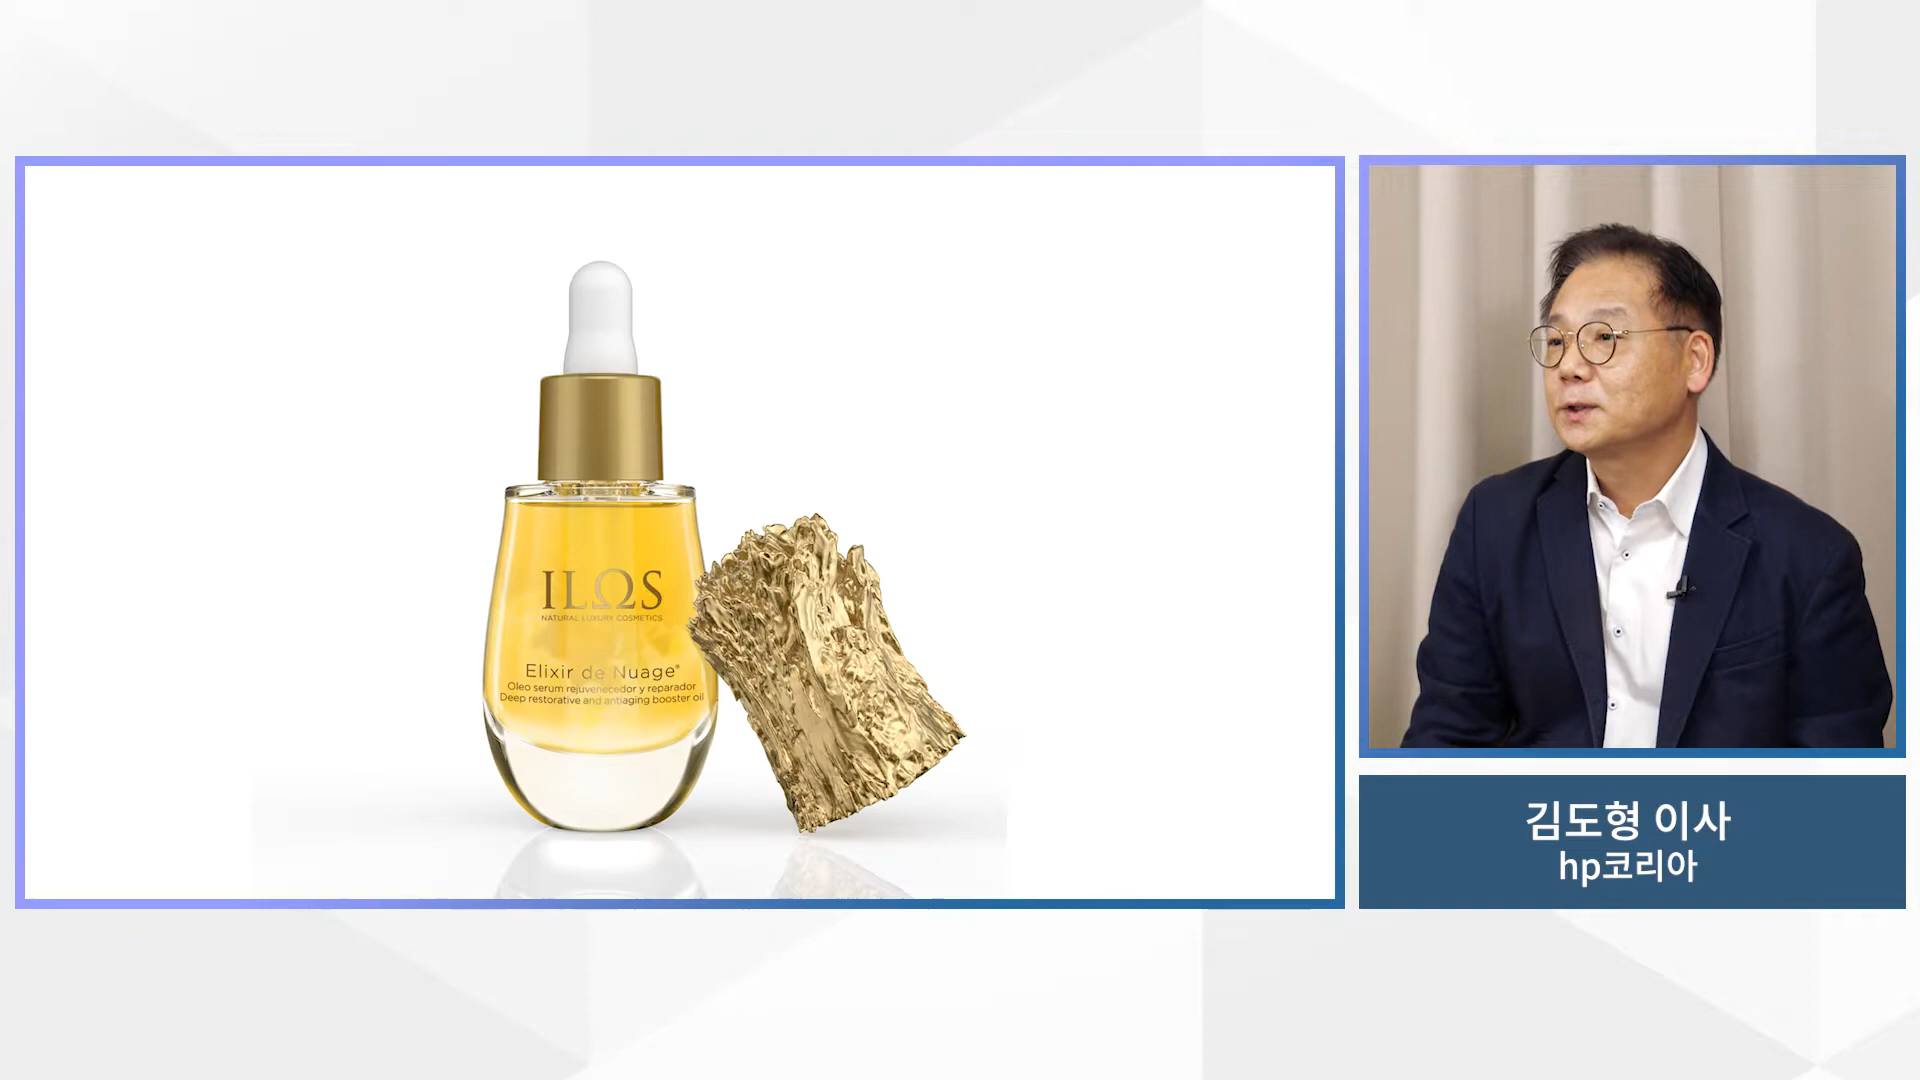 ILΩS
NATURAL LUXURY COSMETICS
Elixir de Nuage®
Oleo serum rejuvenecedor y reparador
Deep restorative and antiaging booster oil
김도형 이사
hp코리아